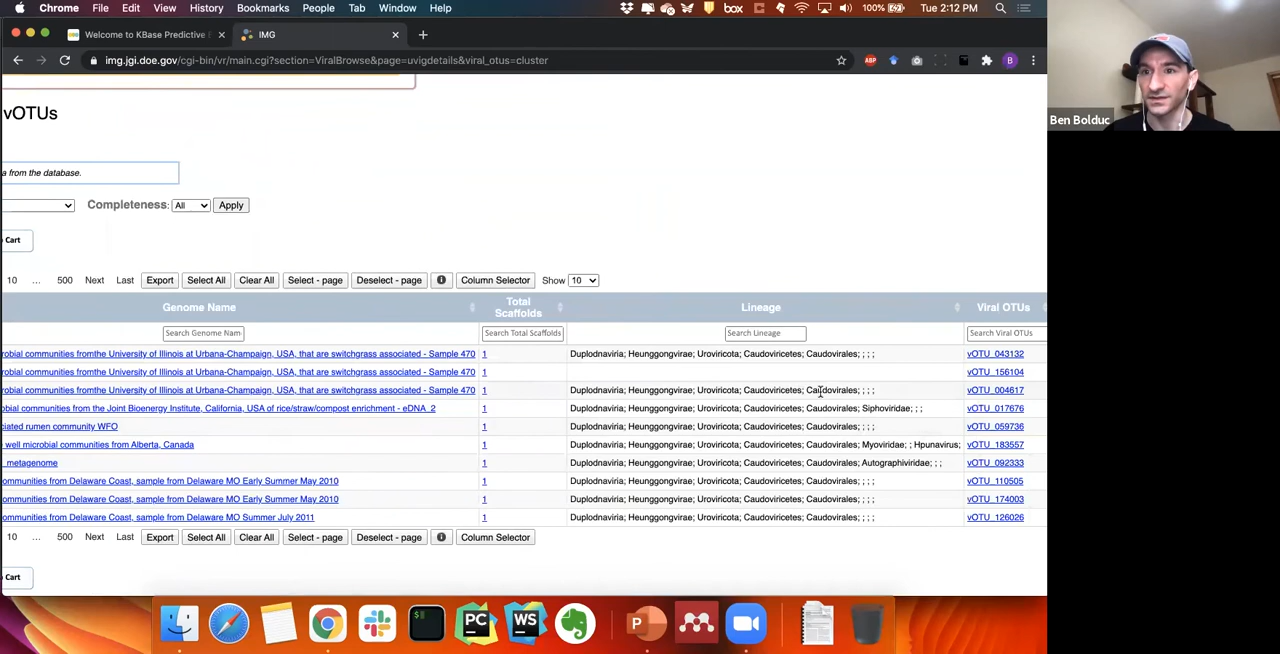 Chrome File Edit View History Bookmarks People Tab Window Help box 100% Tue 2:12 PM
Welcome to KBase Predictive IMG
img.jgi.doe.gov/cgi-bin/vr/main.cgi?section=ViralBrowse&page=uvigdetails&viral_otus=cluster ABP B
Ben Bolduc
vOTUs
a from the database.
Completeness: All Apply
Cart
10 ... 500 Next Last Export Select All Clear All Select - page Deselect - page Column Selector Show 10
Genome Name Total Scaffolds Lineage Viral OTUs
Search Genome Nam Search Total Scaffolds Search Lineage Search Viral OTUs
robial communities fromthe University of Illinois at Urbana-Champaign, USA, that are switchgrass associated - Sample 470 1 Duplodnaviria; Heunggongvirae; Uroviricota; Caudoviricetes; Caudovirales; ; ; ; vOTU_043132
robial communities fromthe University of Illinois at Urbana-Champaign, USA, that are switchgrass associated - Sample 470 1 vOTU_156104
robial communities fromthe University of Illinois at Urbana-Champaign, USA, that are switchgrass associated - Sample 470 1 Duplodnaviria; Heunggongvirae; Uroviricota; Caudoviricetes; Caudovirales; ; ; ; vOTU_004617
obial communities from the Joint Bioenergy Institute, California, USA of rice/straw/compost enrichment - eDNA_2 1 Duplodnaviria; Heunggongvirae; Uroviricota; Caudoviricetes; Caudovirales; Siphoviridae; ; ; vOTU_017676
ciated rumen community WFO 1 Duplodnaviria; Heunggongvirae; Uroviricota; Caudoviricetes; Caudovirales; ; ; ; vOTU_059736
well microbial communities from Alberta, Canada 1 Duplodnaviria; Heunggongvirae; Uroviricota; Caudoviricetes; Caudovirales; Myoviridae; ; Hpunavirus; vOTU_183557
_metagenome 1 Duplodnaviria; Heunggongvirae; Uroviricota; Caudoviricetes; Caudovirales; Autographiviridae; ; ; vOTU_092333
ommunities from Delaware Coast, sample from Delaware MO Early Summer May 2010 1 Duplodnaviria; Heunggongvirae; Uroviricota; Caudoviricetes; Caudovirales; ; ; ; vOTU_110505
ommunities from Delaware Coast, sample from Delaware MO Early Summer May 2010 1 Duplodnaviria; Heunggongvirae; Uroviricota; Caudoviricetes; Caudovirales; ; ; ; vOTU_174003
ommunities from Delaware Coast, sample from Delaware MO Summer July 2011 1 Duplodnaviria; Heunggongvirae; Uroviricota; Caudoviricetes; Caudovirales; ; ; ; vOTU_126026
10 ... 500 Next Last Export Select All Clear All Select - page Deselect - page Column Selector
Cart
PC WS P